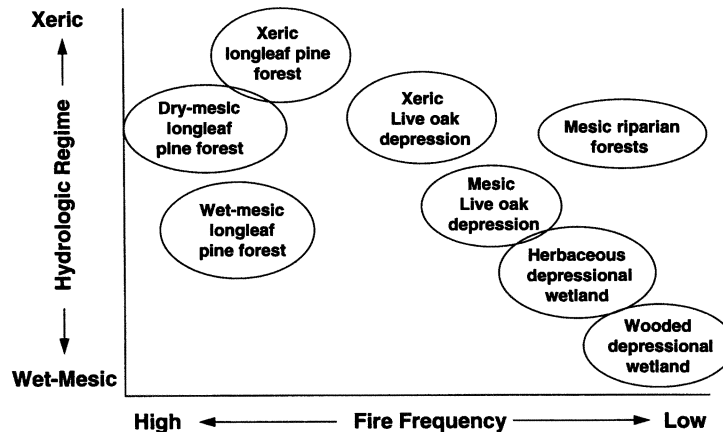 Xeric
Hydrologic Regime
Wet-Mesic
Xeric
longleaf pine
forest
Dry-mesic
longleaf
pine forest
Wet-mesic
longleaf
pine forest
Xeric
Live oak
depression
Mesic riparian
forests
Mesic
Live oak
depression
Herbaceous
depressional
wetland
Wooded
depressional
wetland
High
Fire Frequency
Low